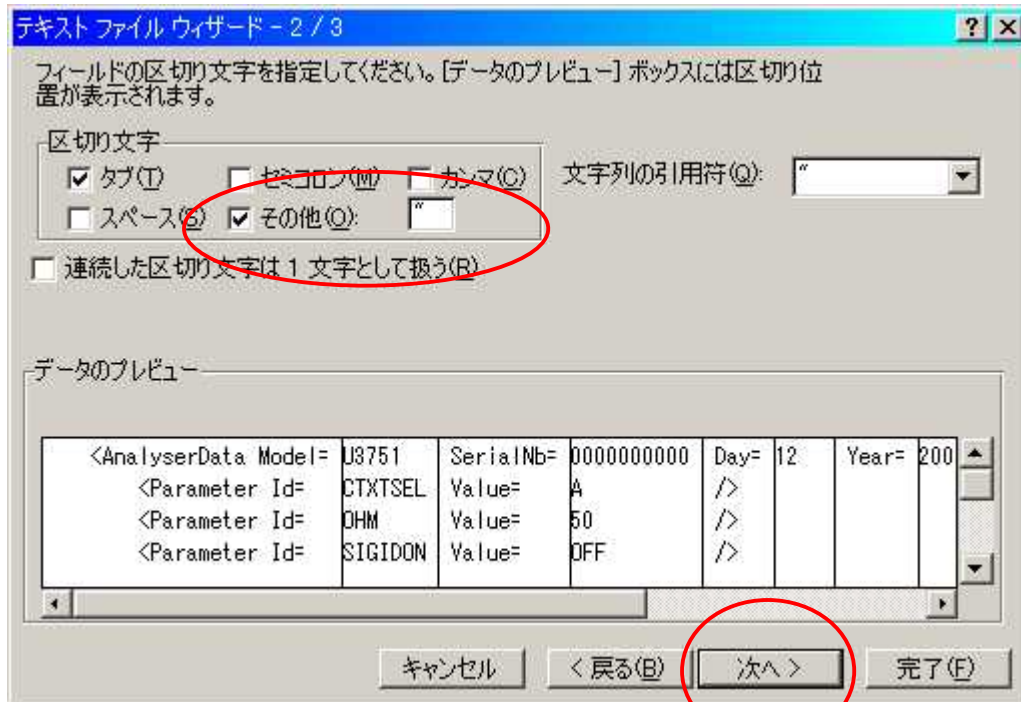 テキスト ファイル ウィザード - 2 / 3
フィールドの区切り文字を指定してください。[データのプレビュー] ボックスには区切り位
置が表示されます。
区切り文字
タブ(T) セミコロン(M) カンマ(C) 文字列の引用符(Q): "
スペース(S) その他(O): "
連続した区切り文字は 1 文字として扱う(R)
データのプレビュー
<AnalyserData Model= U3751 SerialNb= 0000000000 Day= 12 Year= 200
<Parameter Id= CTXTSEL Value= A />
<Parameter Id= OHM Value= 50 />
<Parameter Id= SIGIDON Value= OFF />
キャンセル < 戻る(B) 次へ > 完了(F)